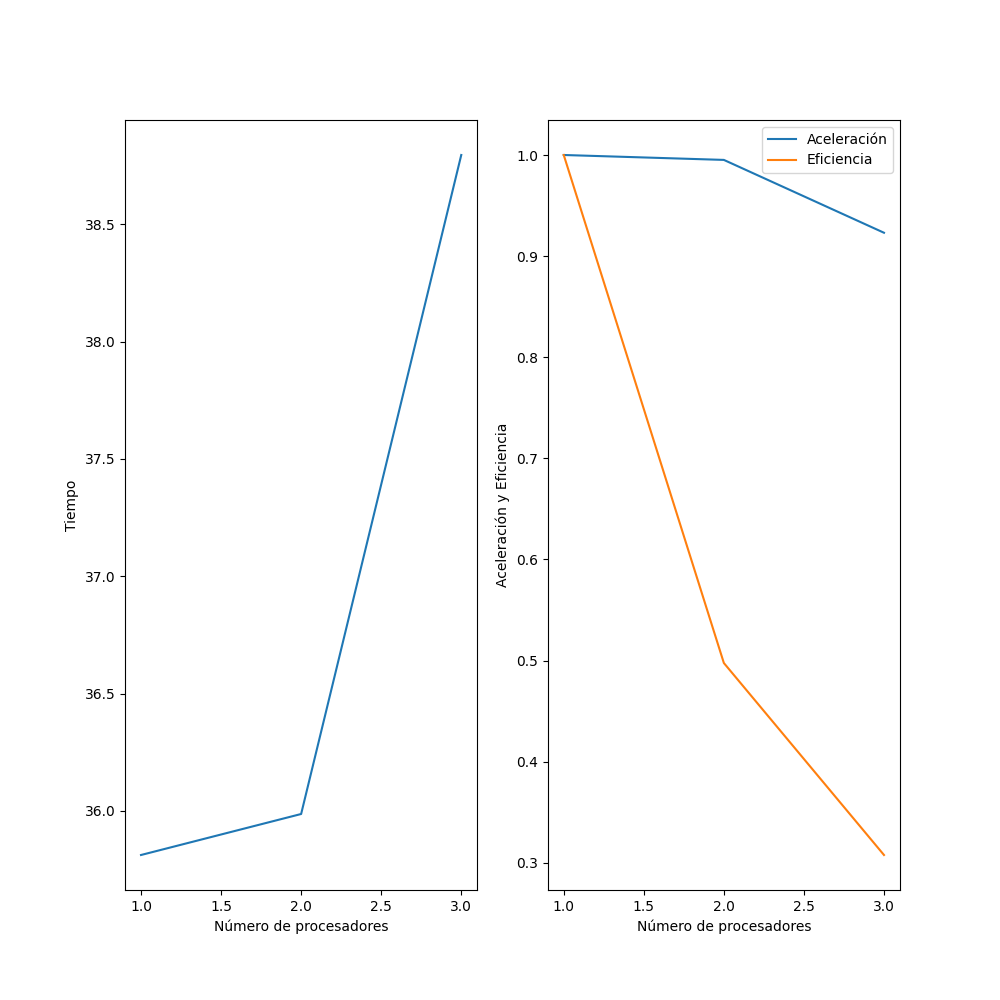 38.5
38.0
37.5
37.0
36.5
36.0
Tiempo
1.0 1.5 2.0 2.5 3.0
Número de procesadores
Aceleración
Eficiencia
1.0
0.9
0.8
0.7
0.6
0.5
0.4
0.3
Aceleración y Eficiencia
1.0 1.5 2.0 2.5 3.0
Número de procesadores